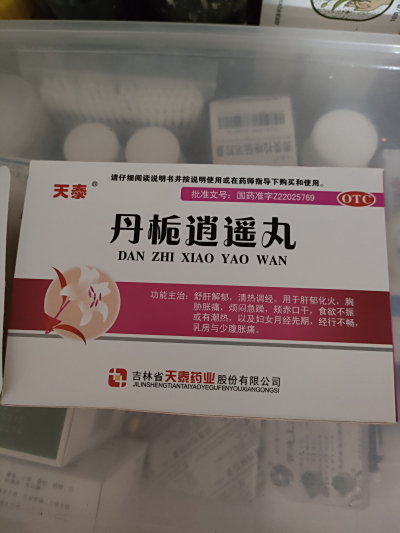 请仔细阅读说明书并按说明使用或在药师指导下购买和使用。
天泰®
批准文号：国药准字Z22025769
OTC
丹栀逍遥丸
DAN ZHI XIAO YAO WAN
功能主治：舒肝解郁，清热调经，用于肝郁化火，胸
胁胀痛，烦闷急躁，颊赤口干，食欲不振
或有潮热，以及妇女月经先期，经行不畅，
乳房与少腹胀痛。
吉林省天泰药业股份有限公司
JILINSHENGTIANTAIYAOYEGUFENYOUXIANGONGSI